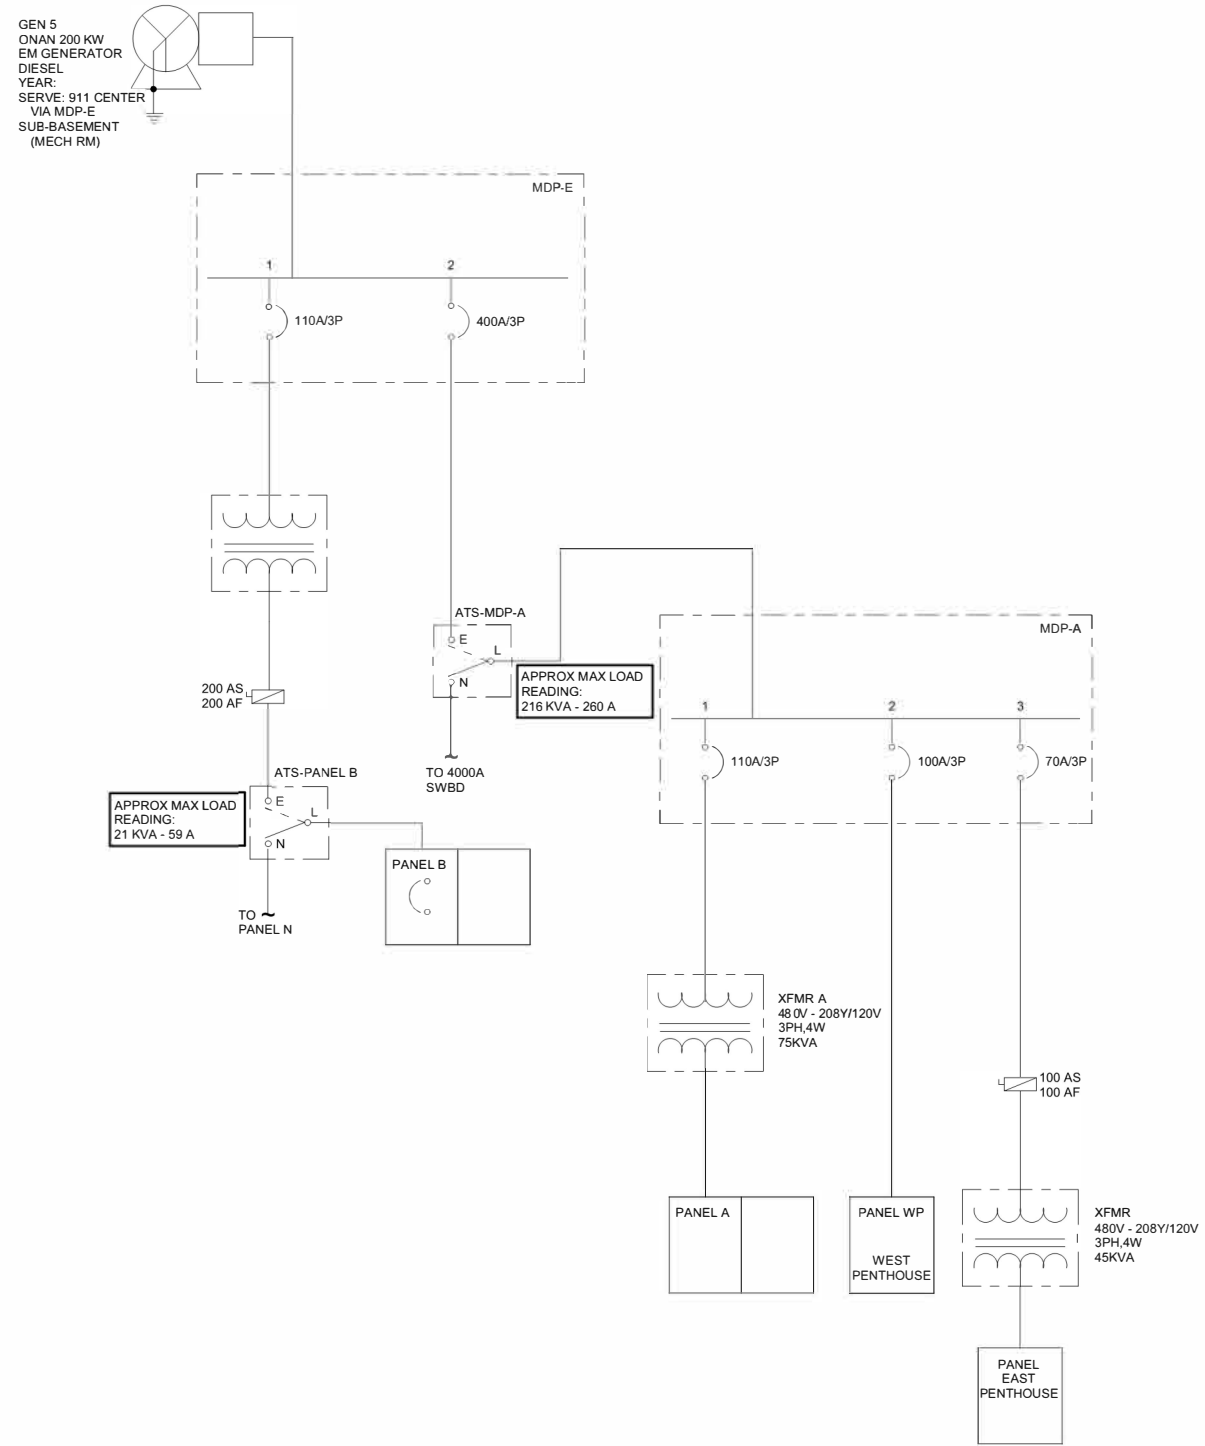 GEN 5
ONAN 200 KW
EM GENERATOR
DIESEL
YEAR:
SERVE: 911 CENTER
VIA MDP-E
SUB-BASEMENT
(MECH RM)
MDP-E
1
2
110A/3P
400A/3P
ATS-MDP-A
E
L
N
APPROX MAX LOAD
READING:
216 KVA - 260 A
TO 4000A
SWBD
MDP-A
1
2
3
110A/3P
100A/3P
70A/3P
200 AS
200 AF
ATS-PANEL B
E
L
N
APPROX MAX LOAD
READING:
21 KVA - 59 A
TO
PANEL N
PANEL B
XFMR A
480V - 208Y/120V
3PH,4W
75KVA
100 AS
100 AF
PANEL A
PANEL WP
WEST
PENTHOUSE
XFMR
480V - 208Y/120V
3PH,4W
45KVA
PANEL
EAST
PENTHOUSE